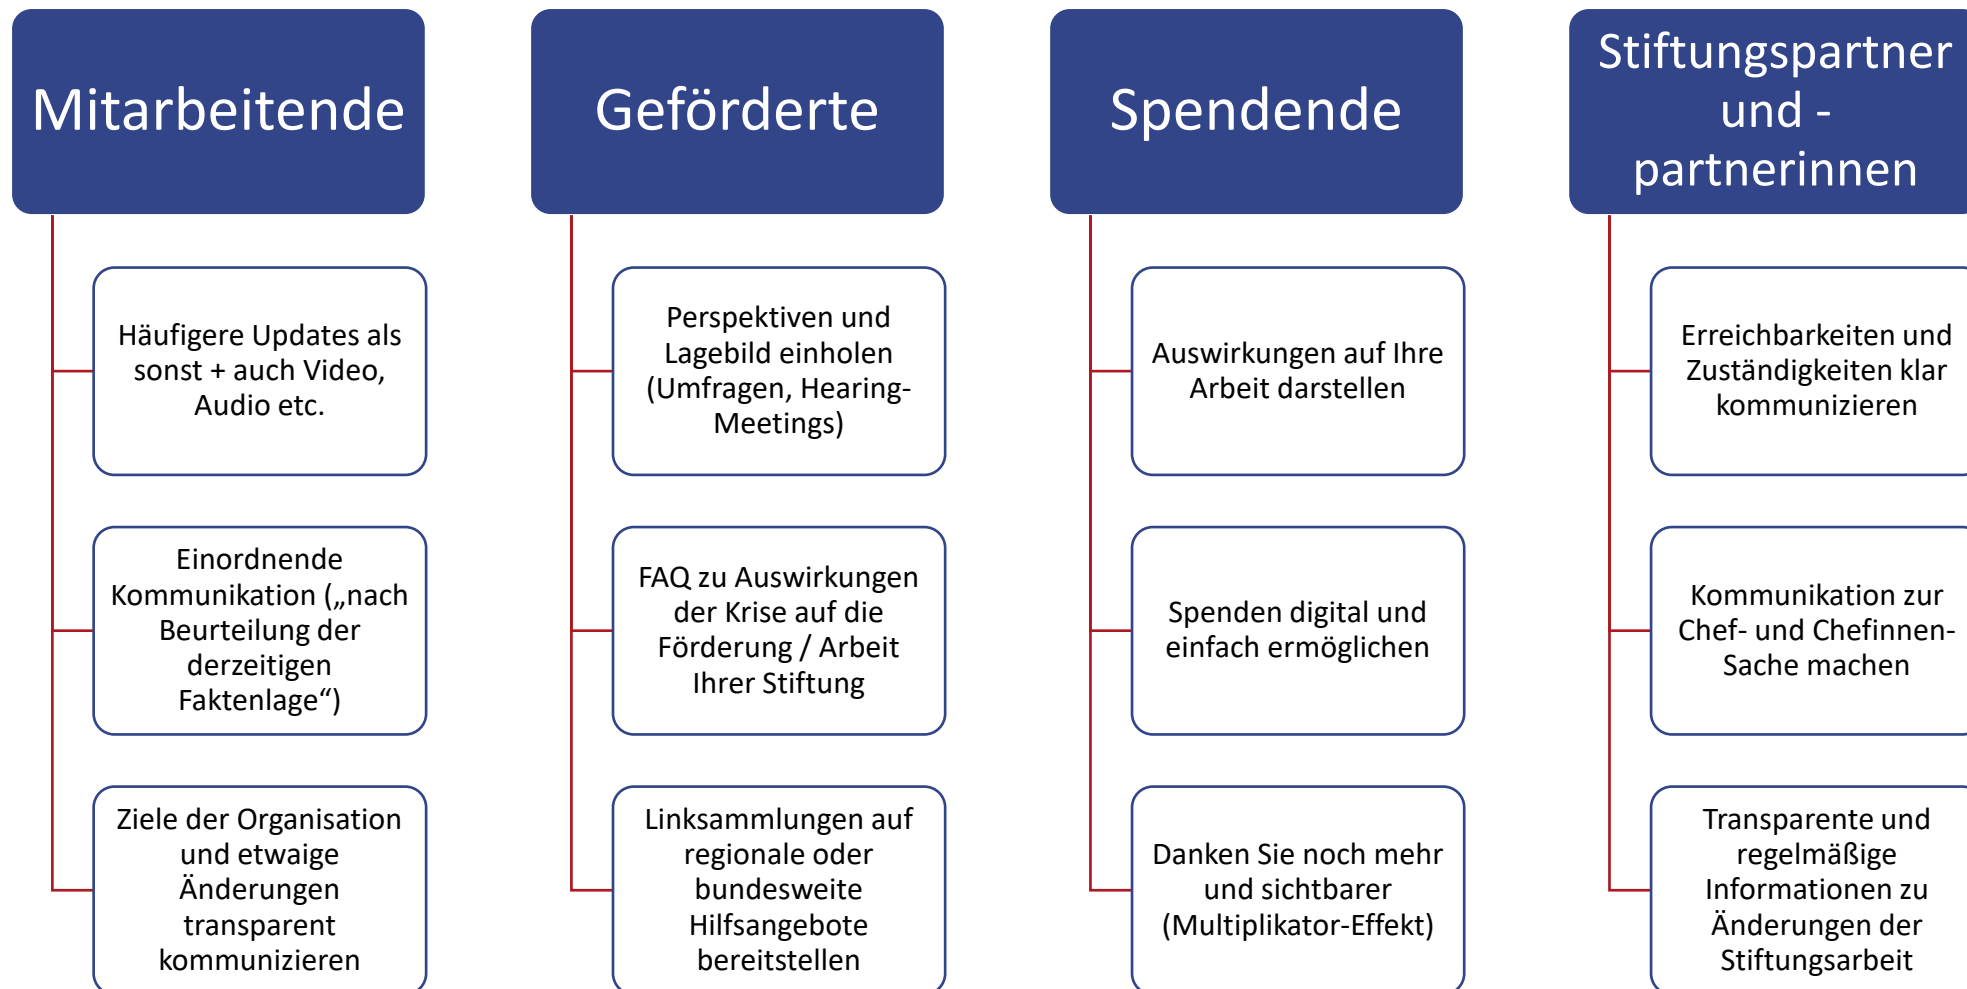 Mitarbeitende
Häufigere Updates als
sonst + auch Video,
Audio etc.
Einordnende
Kommunikation („nach
Beurteilung der
derzeitigen
Faktenlage“)
Ziele der Organisation
und etwaige
Änderungen
transparent
kommunizieren
Geförderte
Perspektiven und
Lagebild einholen
(Umfragen, Hearing-
Meetings)
FAQ zu Auswirkungen
der Krise auf die
Förderung / Arbeit
Ihrer Stiftung
Linksammlungen auf
regionale oder
bundesweite
Hilfsangebote
bereitstellen
Spendende
Auswirkungen auf Ihre
Arbeit darstellen
Spenden digital und
einfach ermöglichen
Danken Sie noch mehr
und sichtbarer
(Multiplikator-Effekt)
Stiftungspartner
und -
partnerinnen
Erreichbarkeiten und
Zuständigkeiten klar
kommunizieren
Kommunikation zur
Chef- und Chefinnen-
Sache machen
Transparente und
regelmäßige
Informationen zu
Änderungen der
Stiftungsarbeit